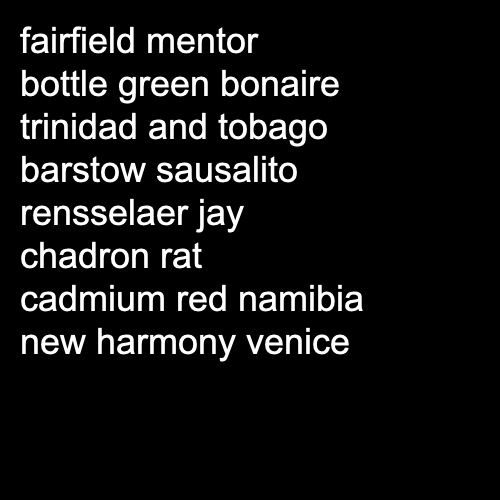 fairfield mentor
bottle green bonaire
trinidad and tobago
barstow sausalito
rensselaer jay
chadron rat
cadmium red namibia
new harmony venice